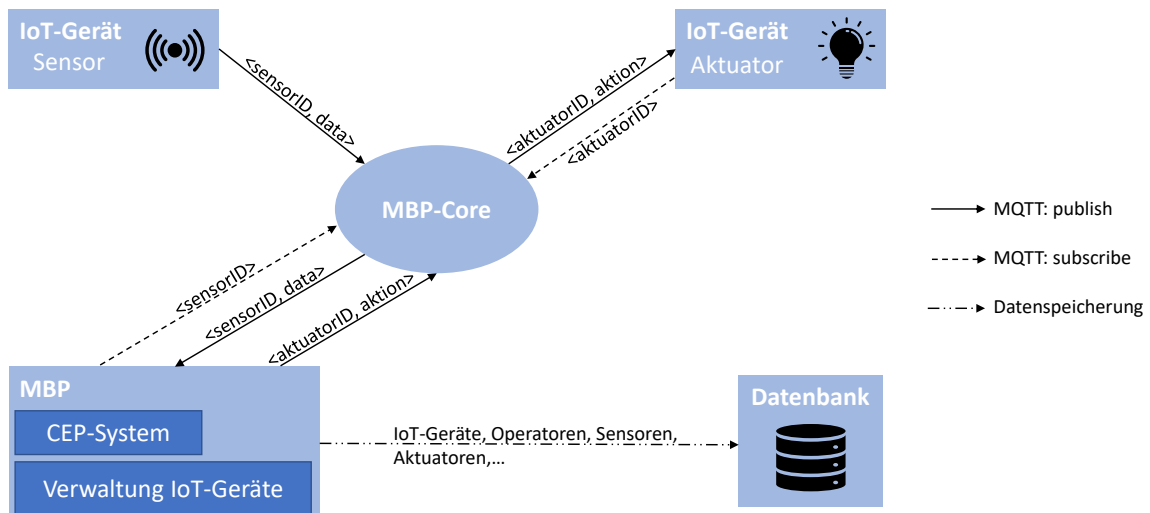 IoT-Gerät
Sensor
IoT-Gerät
Aktuator
<sensorID, data>
<aktuatorID, aktion>
<aktuatorID>
MBP-Core
MQTT: publish
MQTT: subscribe
Datenspeicherung
<sensorID>
<sensorID, data>
<aktuatorID, aktion>
MBP
CEP-System
Verwaltung IoT-Geräte
IoT-Geräte, Operatoren, Sensoren,
Aktuatoren,...
Datenbank